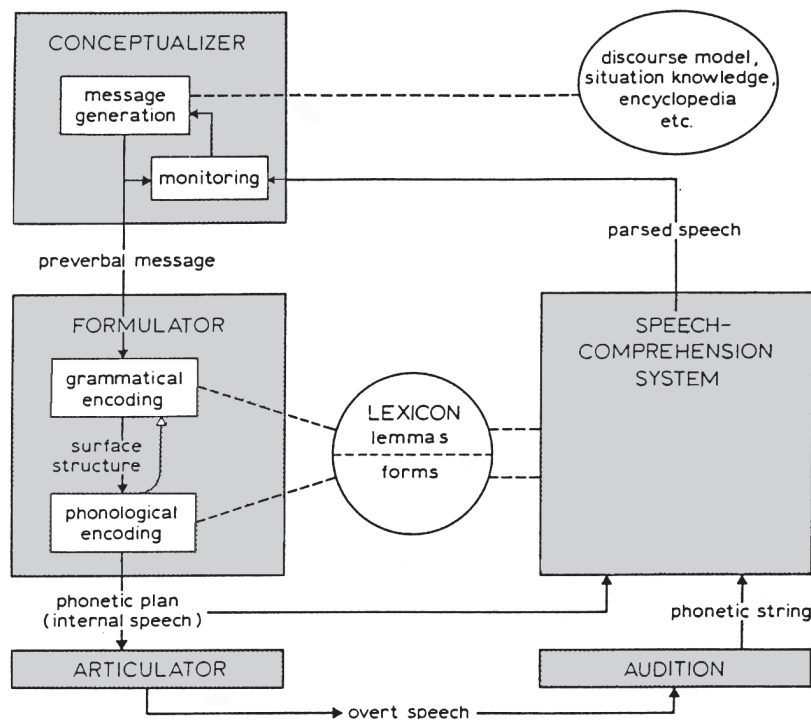 CONCEPTUALIZER
message
generation
monitoring
discourse model,
situation knowledge,
encyclopedia
etc.
parsed speech
preverbal message
FORMULATOR
grammatical
encoding
surface
structure
phonological
encoding
LEXICON
lemmas
forms
SPEECH-
COMPREHENSION
SYSTEM
phonetic plan
(internal speech)
phonetic string
ARTICULATOR
AUDITION
overt speech